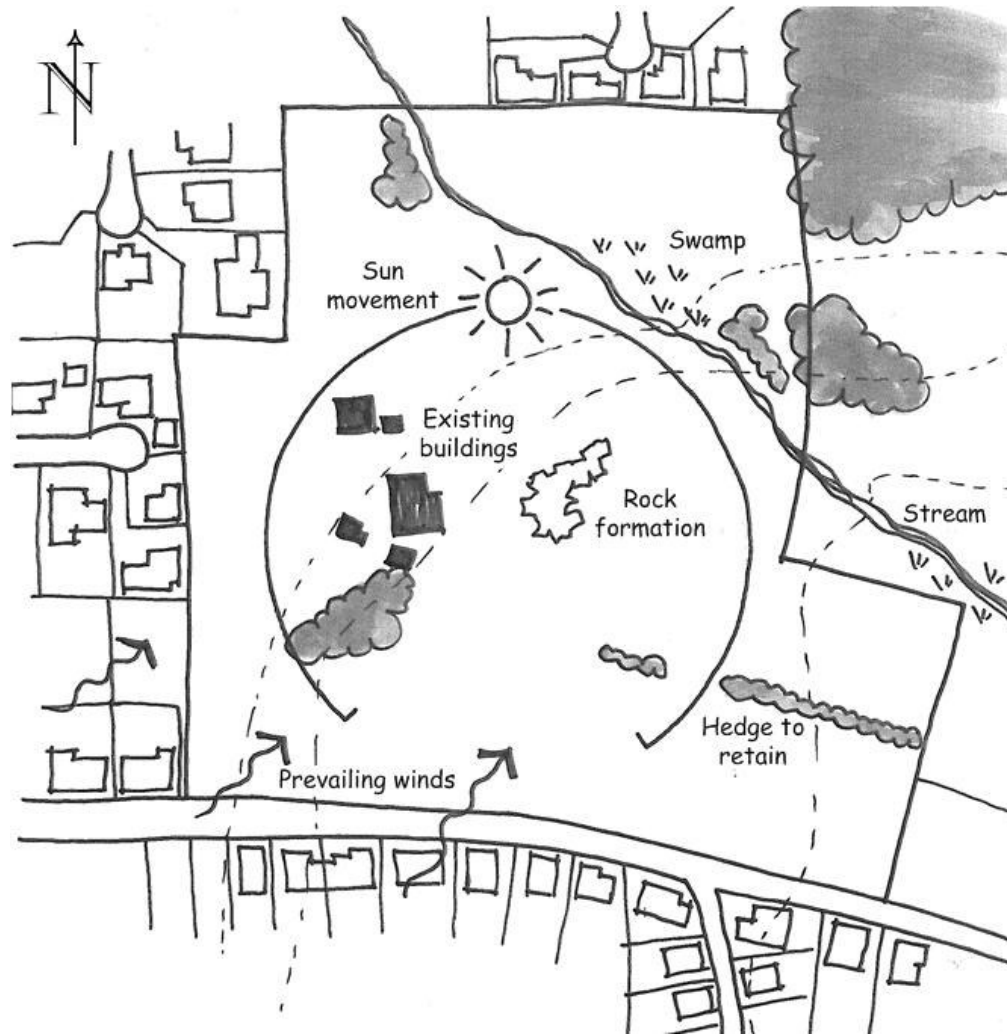 N
Swamp
Sun
movement
Existing
buildings
Rock
formation
Stream
Hedge to
retain
Prevailing winds